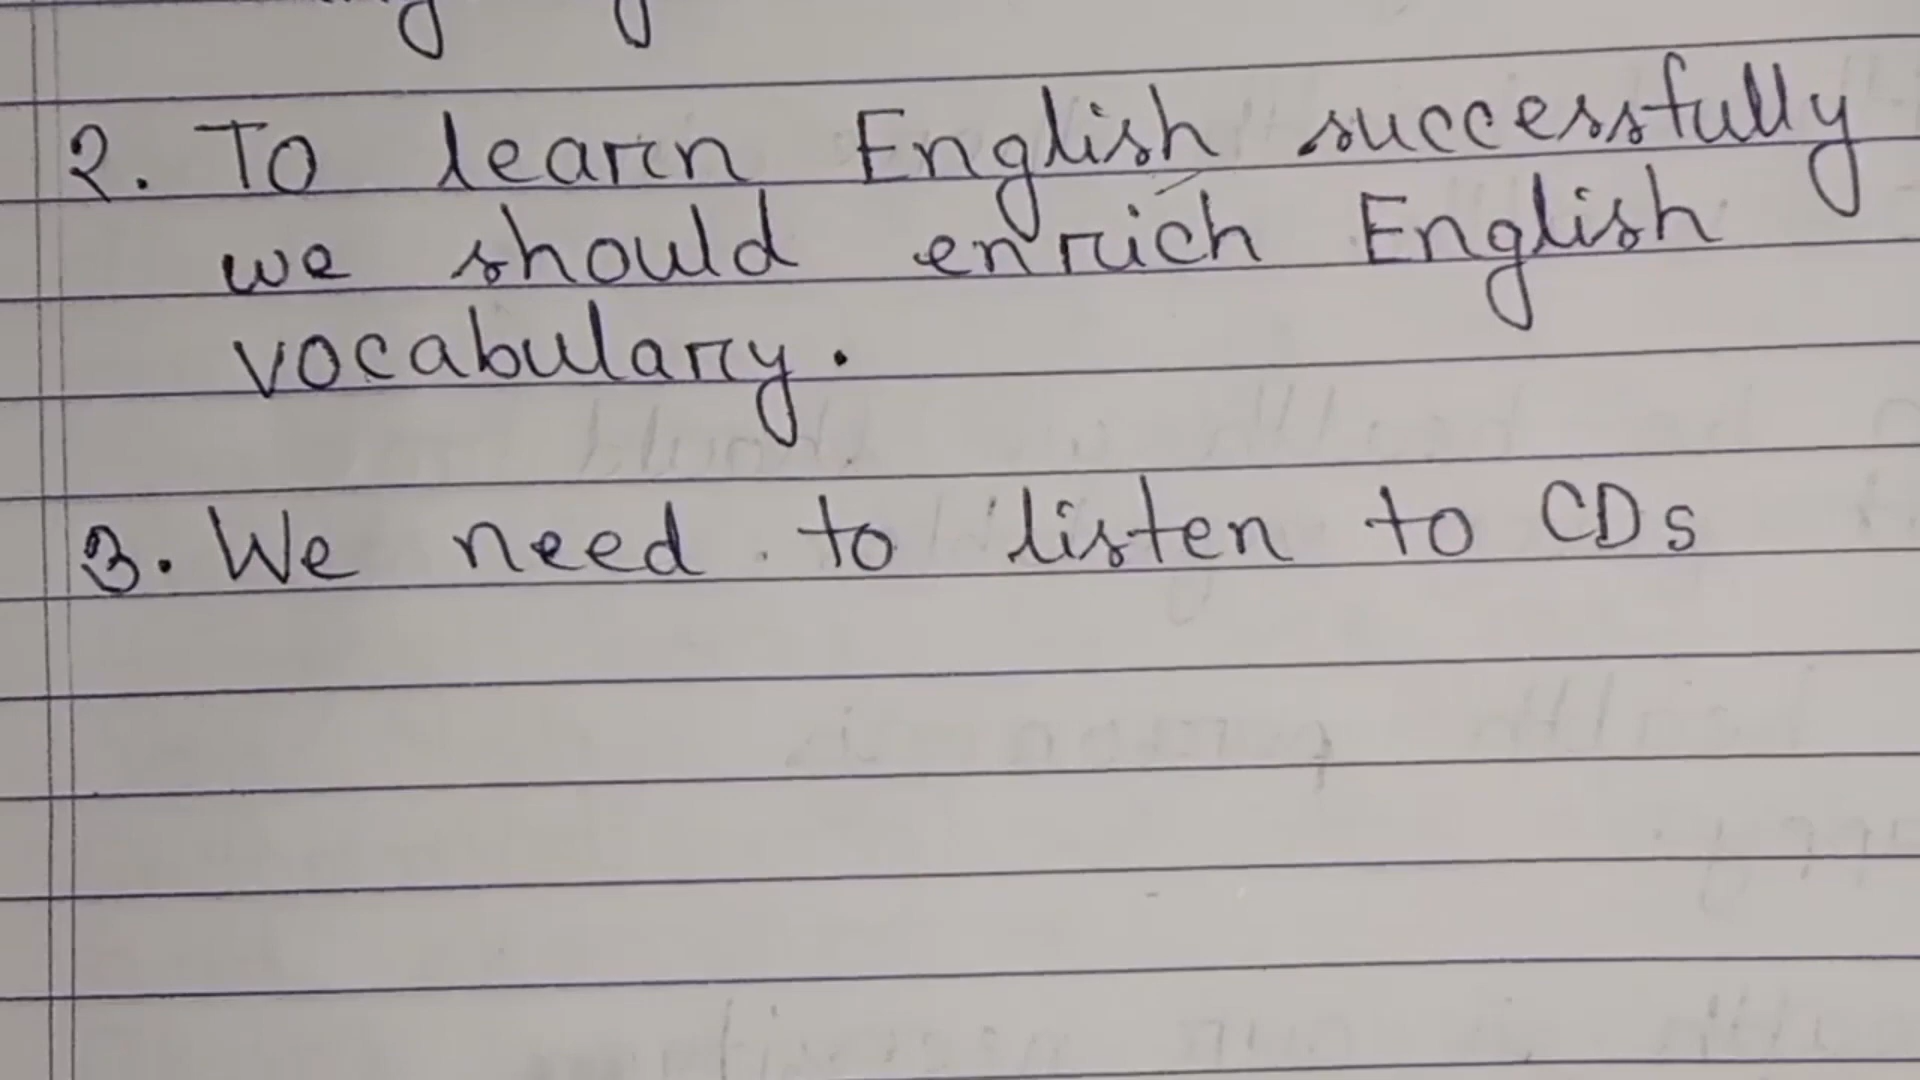 2. To learn English successfully
we should enrich English
vocabulary.
3. We need to listen to CDs